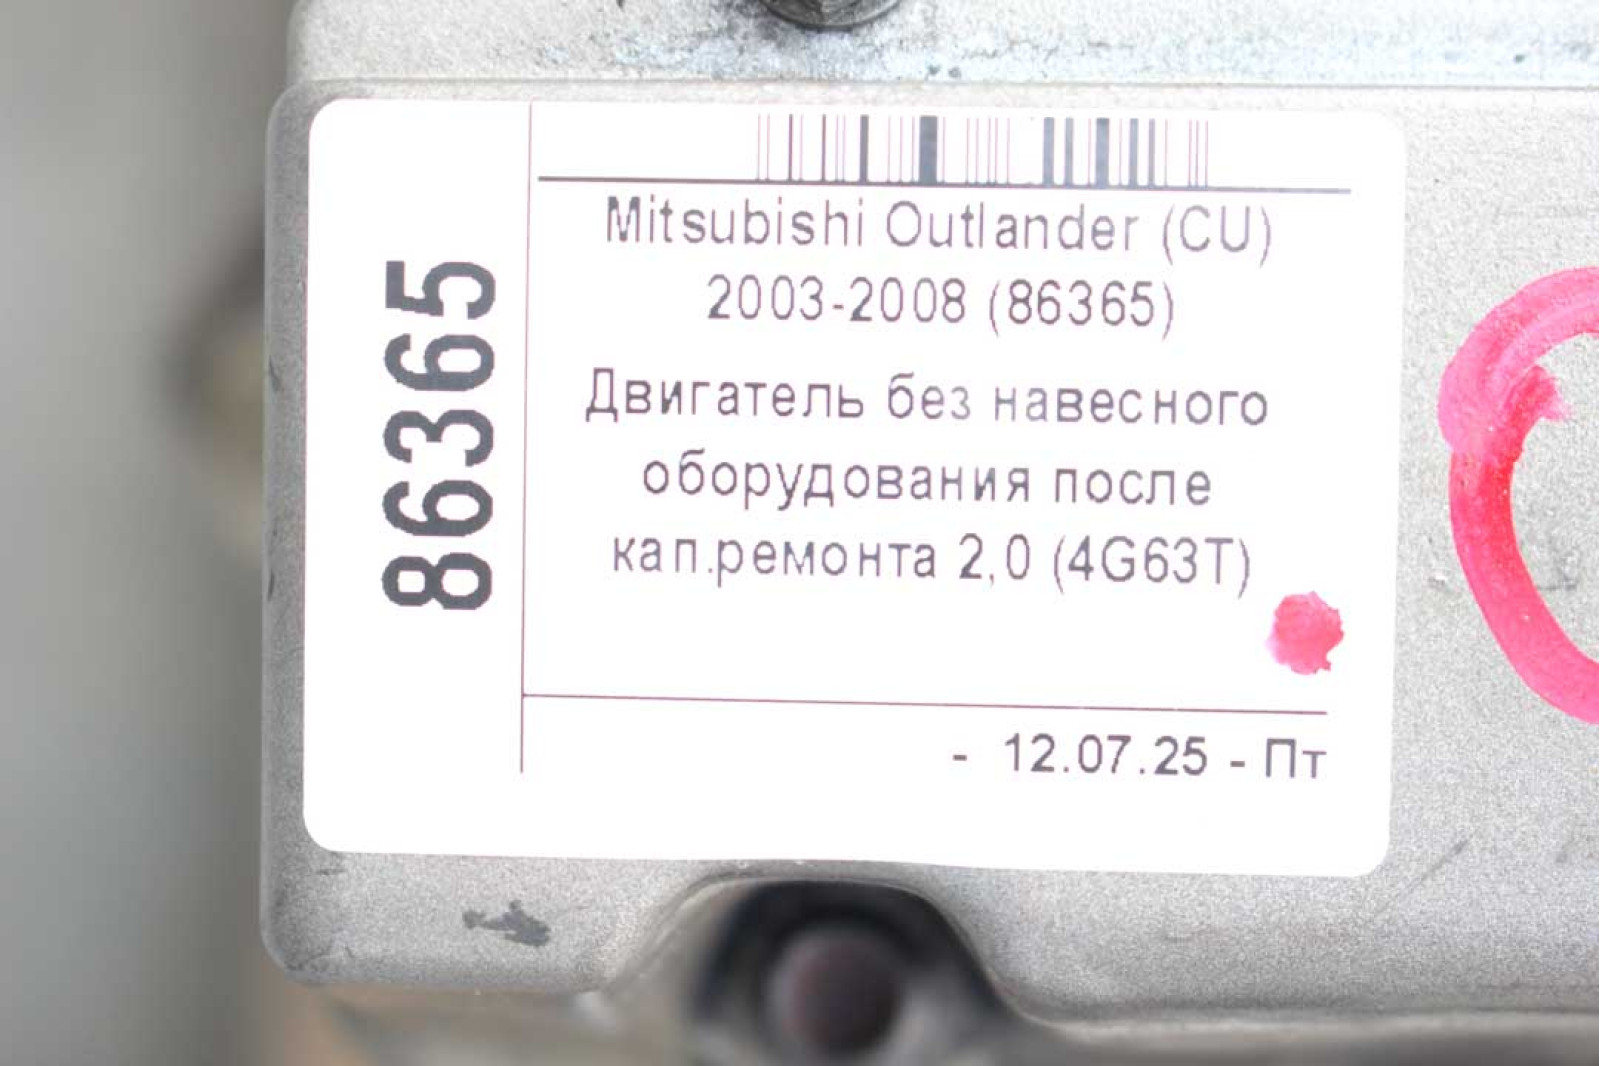 86365
Mitsubishi Outlander (CU)
2003-2008 (86365)
Двигатель без навесного
оборудования после
кап.ремонта 2,0 (4G63T)
- 12.07.25 - Пт